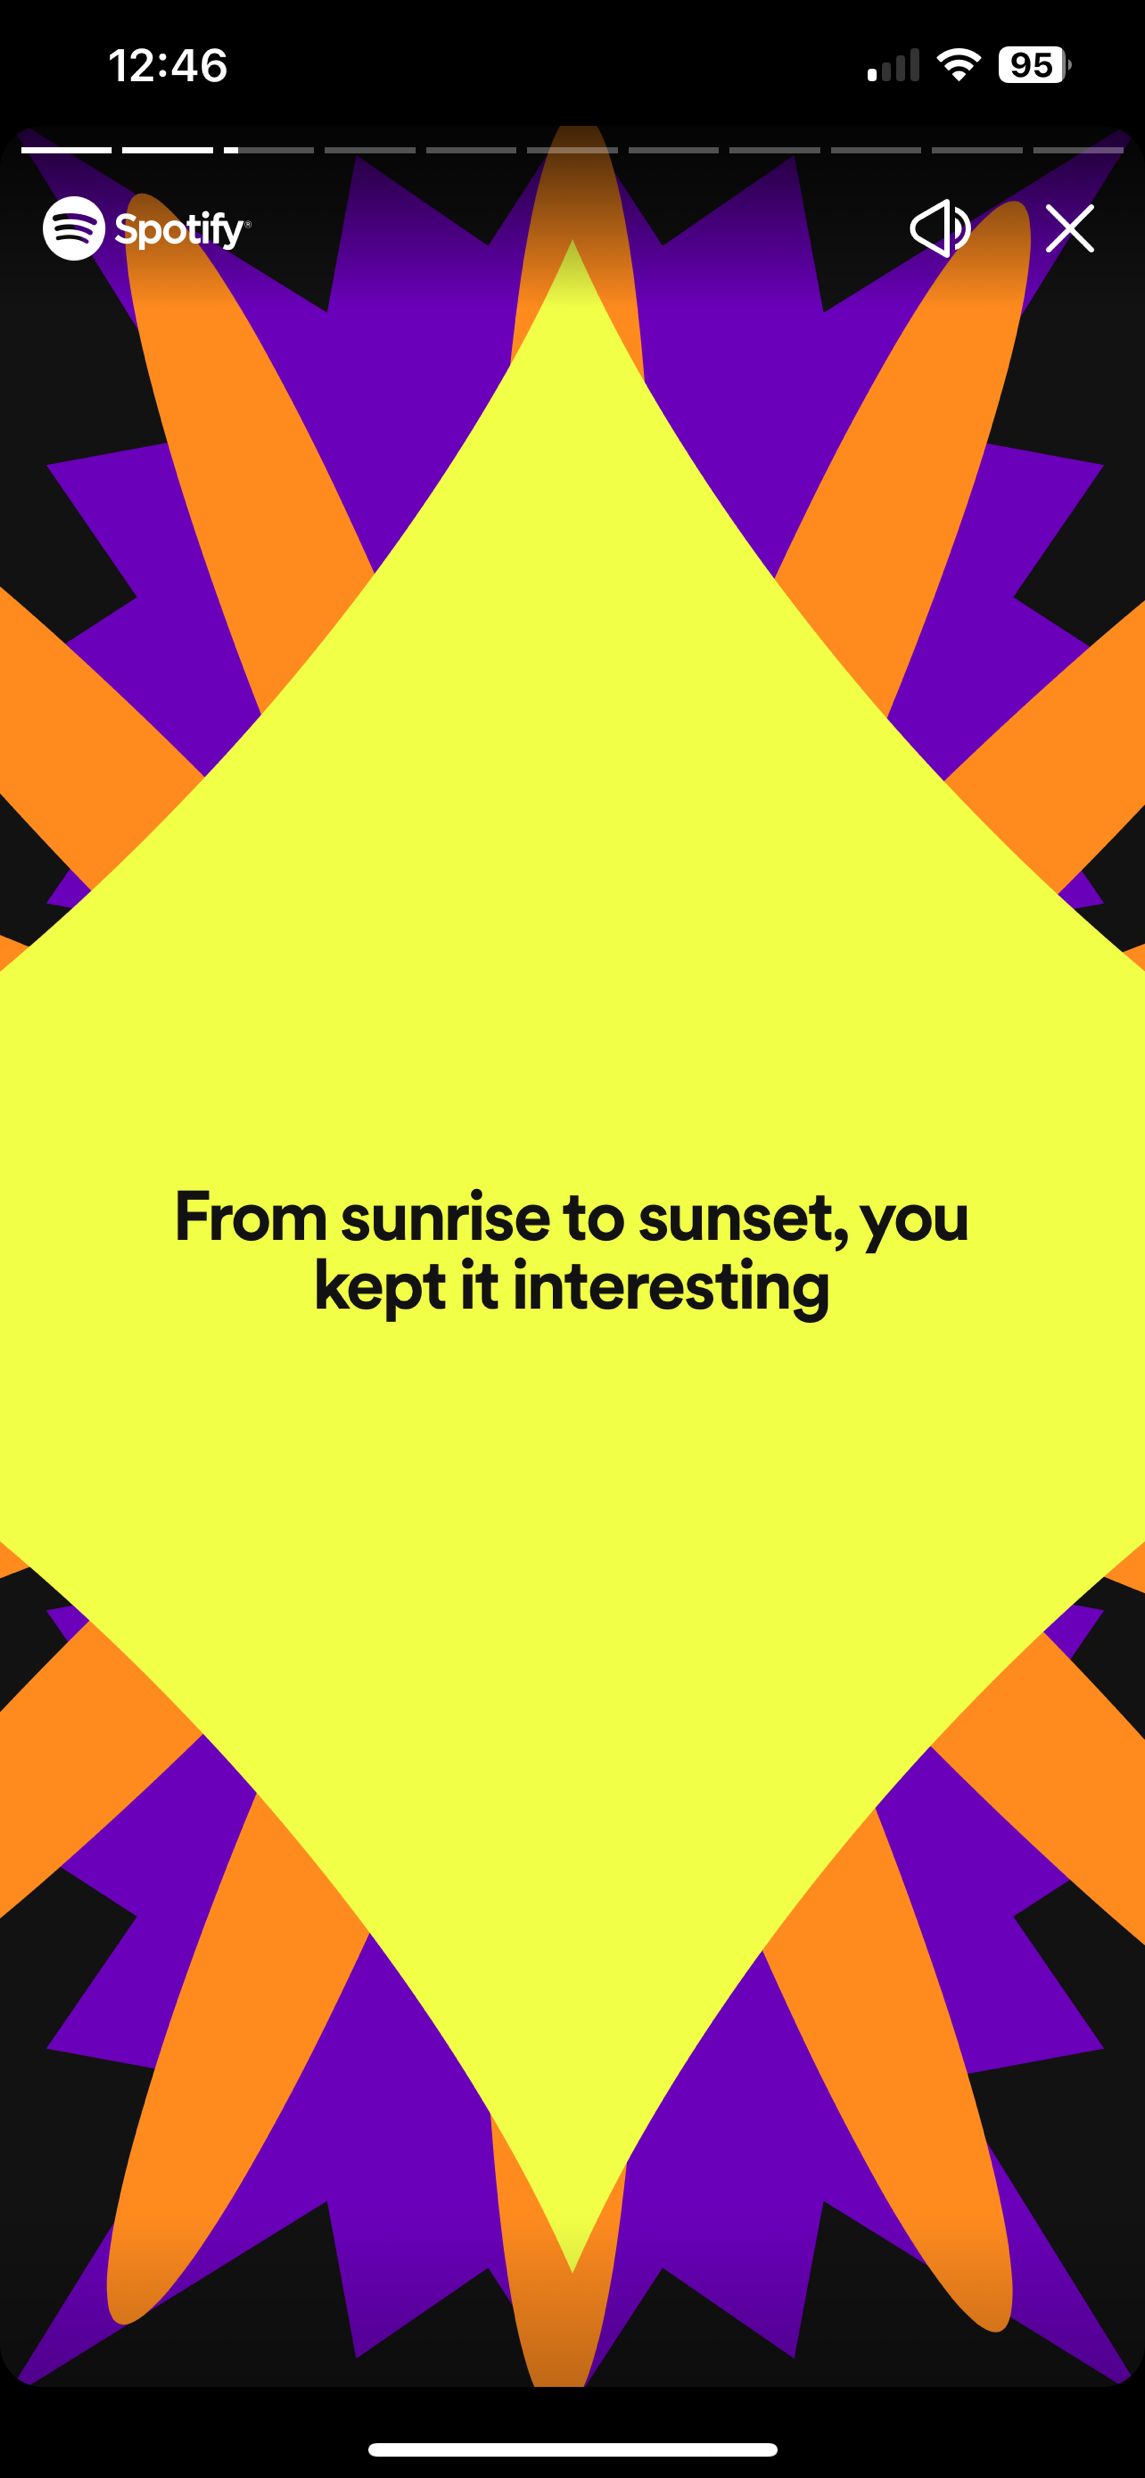 12:46
95
Spotify®
From sunrise to sunset, you
kept it interesting